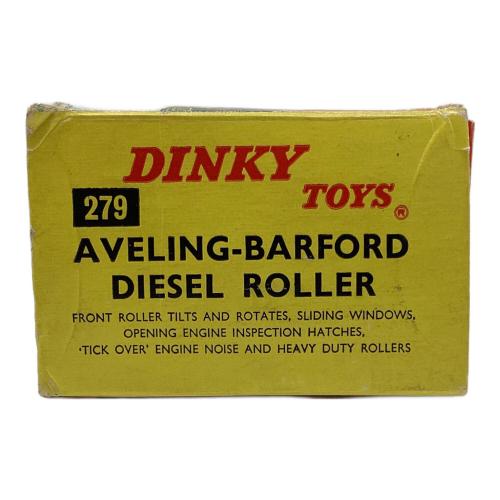 DINKY
TOYS®
279
AVELING-BARFORD
DIESEL ROLLER
FRONT ROLLER TILTS AND ROTATES, SLIDING WINDOWS,
OPENING ENGINE INSPECTION HATCHES,
'TICK OVER' ENGINE NOISE AND HEAVY DUTY ROLLERS